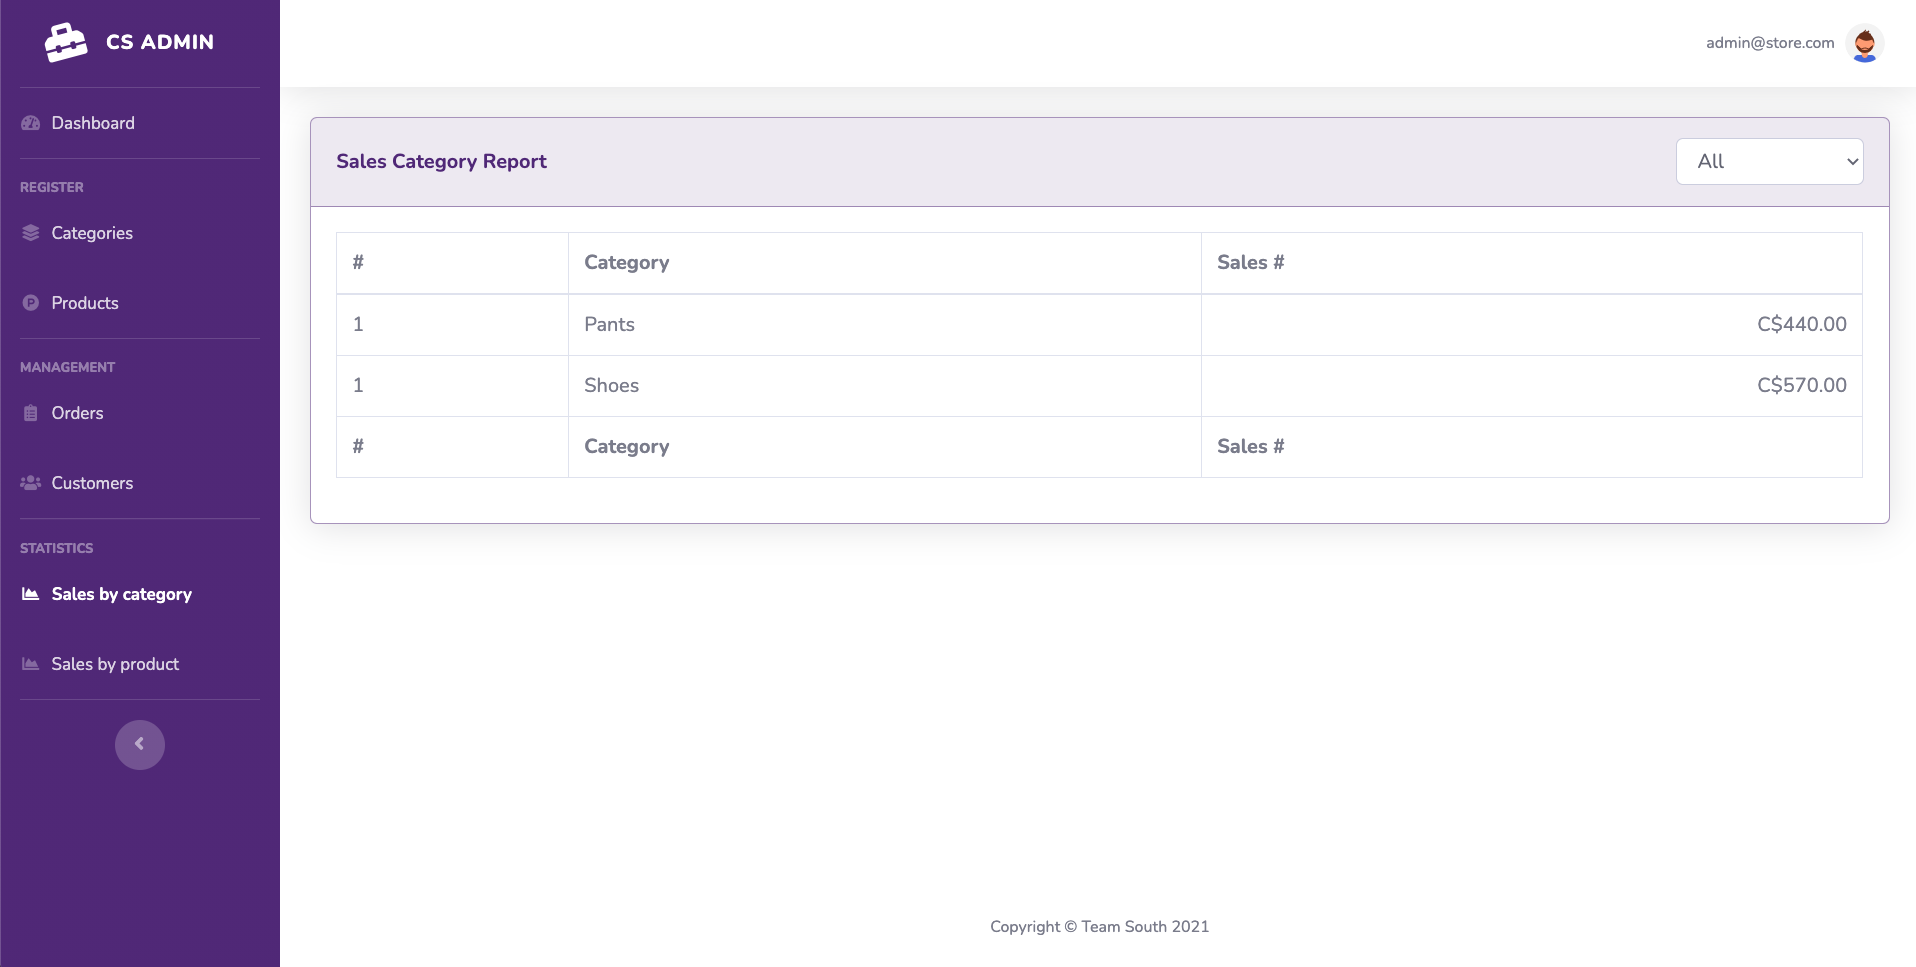 CS ADMIN
admin@store.com
Dashboard
REGISTER
Categories
Products
MANAGEMENT
Orders
Customers
STATISTICS
Sales by category
Sales by product
Sales Category Report
All
# Category Sales #
1 Pants C$440.00
1 Shoes C$570.00
# Category Sales #
Copyright © Team South 2021